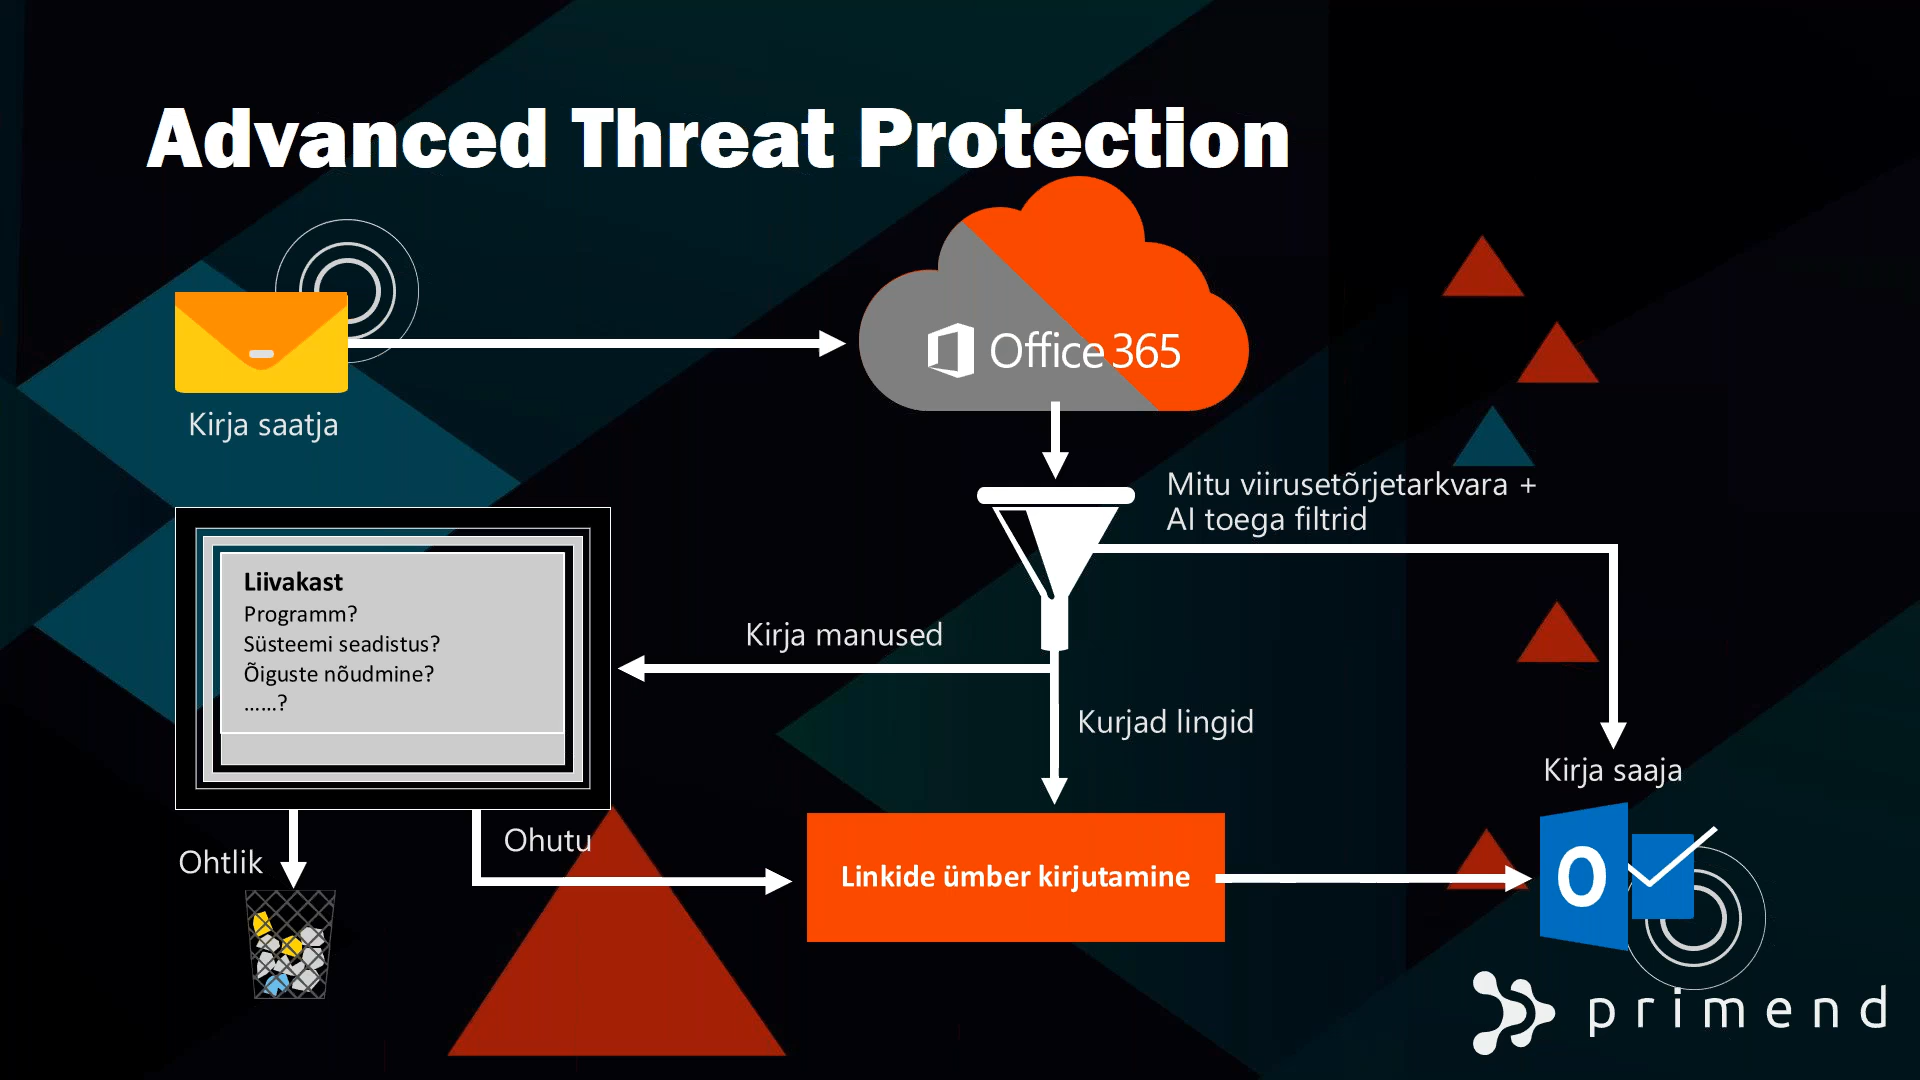 Advanced Threat Protection
Office 365
Kirja saatja
Mitu viirusetõrjetarkvara +
AI toega filtrid
Liivakast
Programm?
Süsteemi seadistus?
Õiguste nõudmine?
......?
Kirja manused
Kurjad lingid
Kirja saaja
Ohtlik
Ohutu
Linkide ümber kirjutamine
O
primend